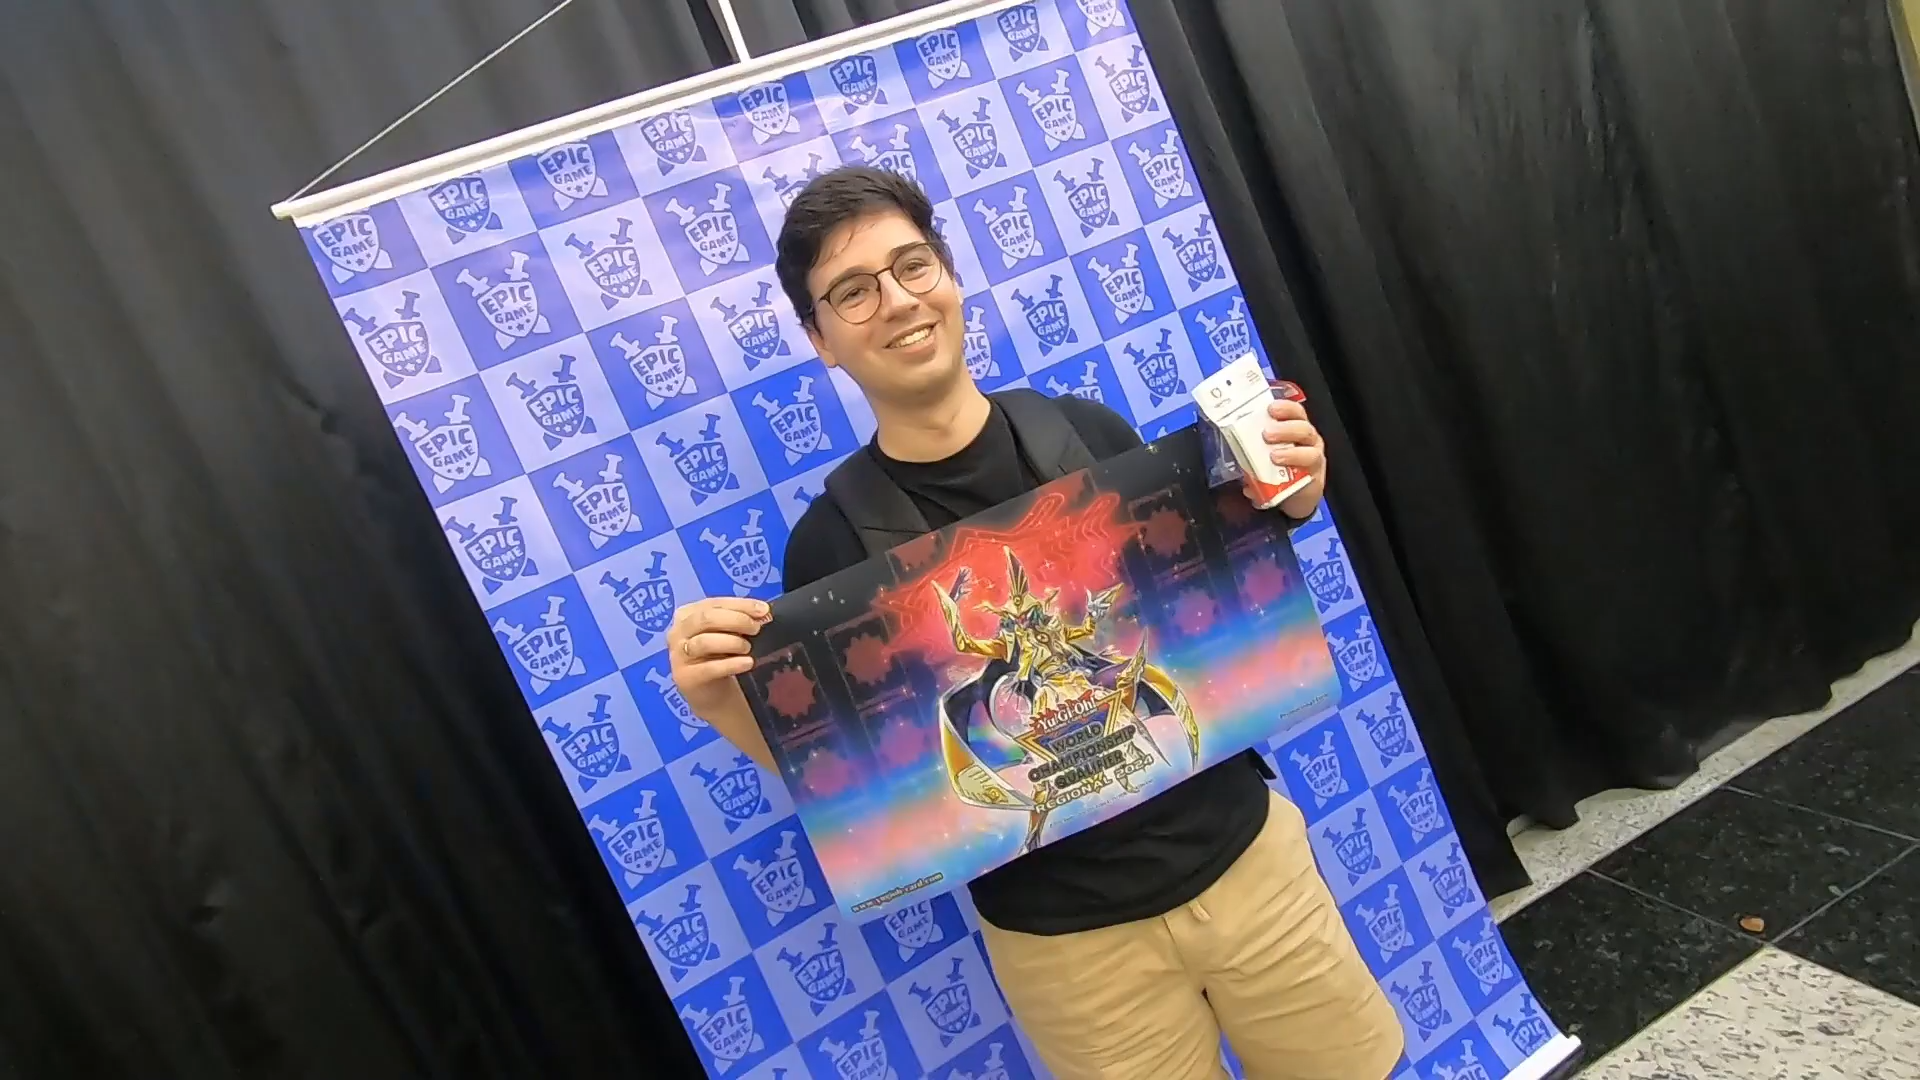 EPIC
GAME
Yu-Gi-Oh!
WORLD
CHAMPIONSHIP
QUALIFIER
REGIONAL 2024
www.yugioh-card.com